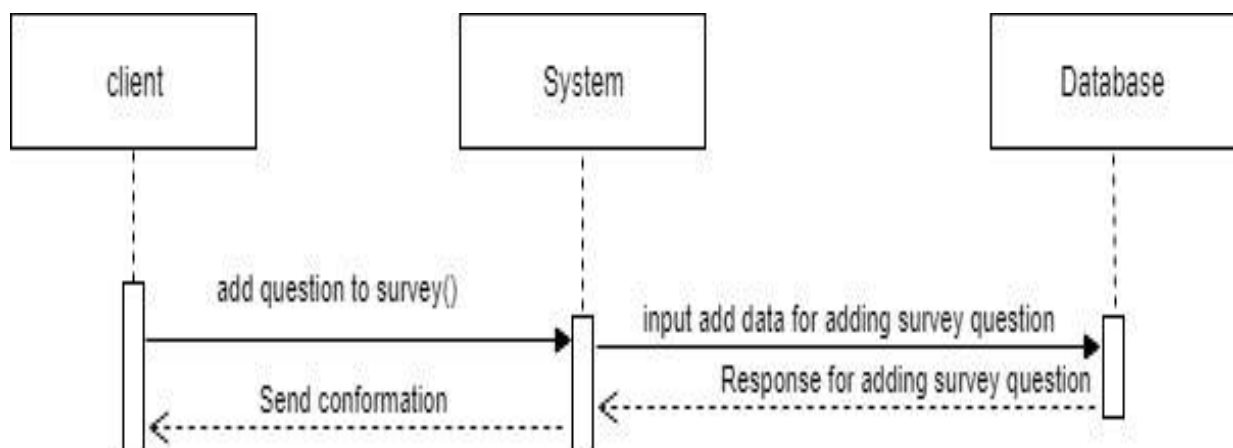 client
System
Database
add question to survey()
input add data for adding survey question
Response for adding survey question
Send conformation